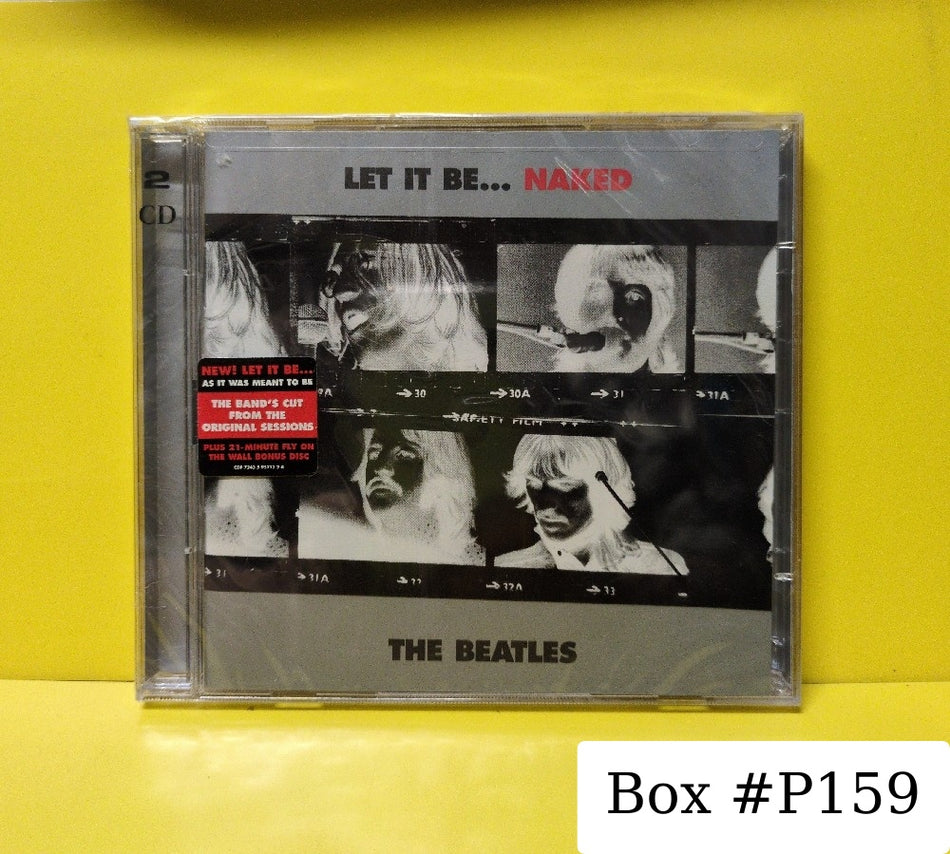 2
CD
LET IT BE... NAKED
NEW! LET IT BE...
AS IT WAS MEANT TO BE
THE BAND'S CUT
FROM THE
ORIGINAL SESSIONS
PLUS 21-MINUTE FLY ON
THE WALL BONUS DISC
→30
→30A
→31
→31A
SAFETY FILM
→31
→31A
→32
→32A
→33
THE BEATLES
Box #P159